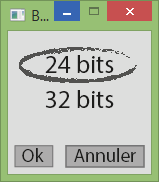 B...
24 bits
32 bits
Ok
Annuler